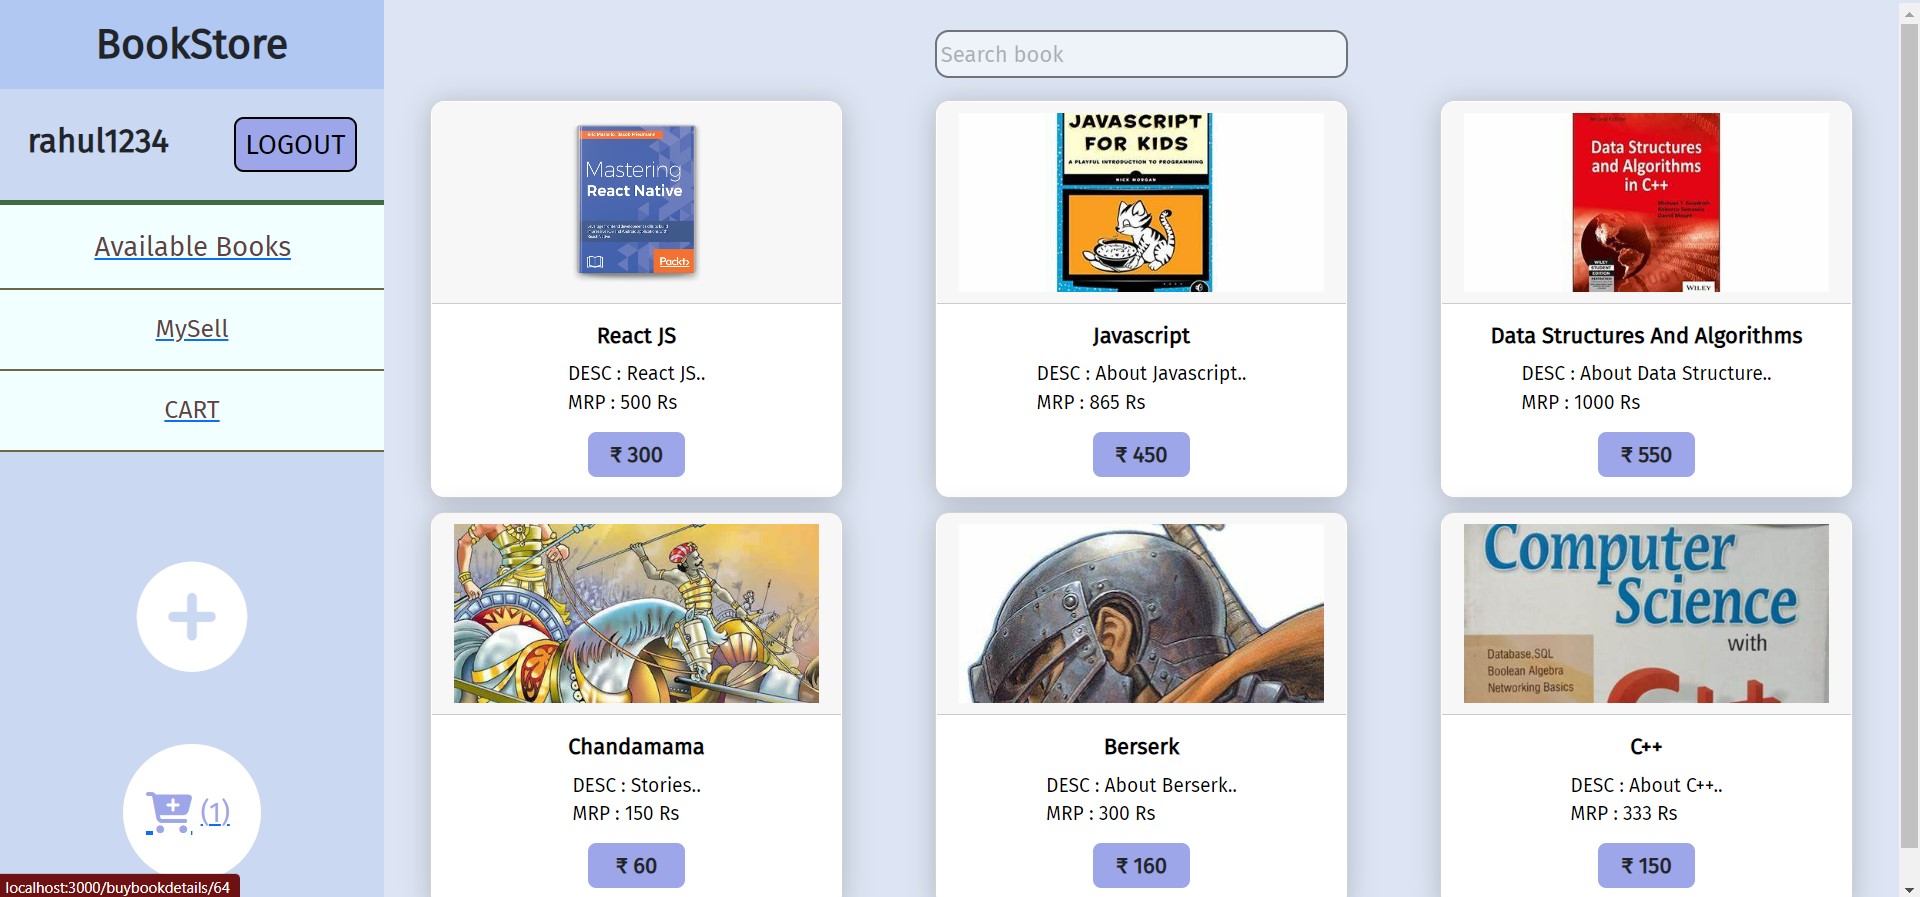 BookStore
rahul1234
LOGOUT
Available Books
MySell
CART
(1)
localhost:3000/buybookdetails/64
Search book
Mastering
React Native
Packt>
React JS
DESC : React JS..
MRP : 500 Rs
₹ 300
JAVASCRIPT
FOR KIDS
A PLAYFUL INTRODUCTION TO PROGRAMMING
NICK MORGAN
Javascript
DESC : About Javascript..
MRP : 865 Rs
₹ 450
Data Structures
and Algorithms
in C++
WILEY
Data Structures And Algorithms
DESC : About Data Structure..
MRP : 1000 Rs
₹ 550
Chandamama
DESC : Stories..
MRP : 150 Rs
₹ 60
Berserk
DESC : About Berserk..
MRP : 300 Rs
₹ 160
Computer
Science
with
Database,SQL
Boolean Algebra
Networking Basics
C++
DESC : About C++..
MRP : 333 Rs
₹ 150